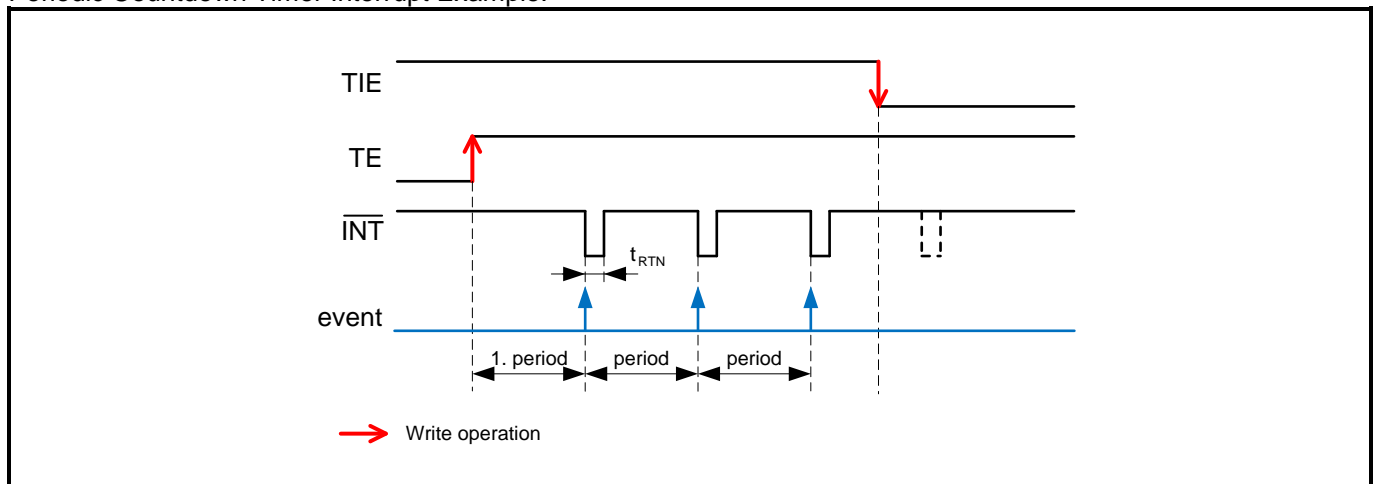 Periodic Countdown Timer Interrupt Example:
TIE
TE
INT
tRTN
event
1. period period period
Write operation